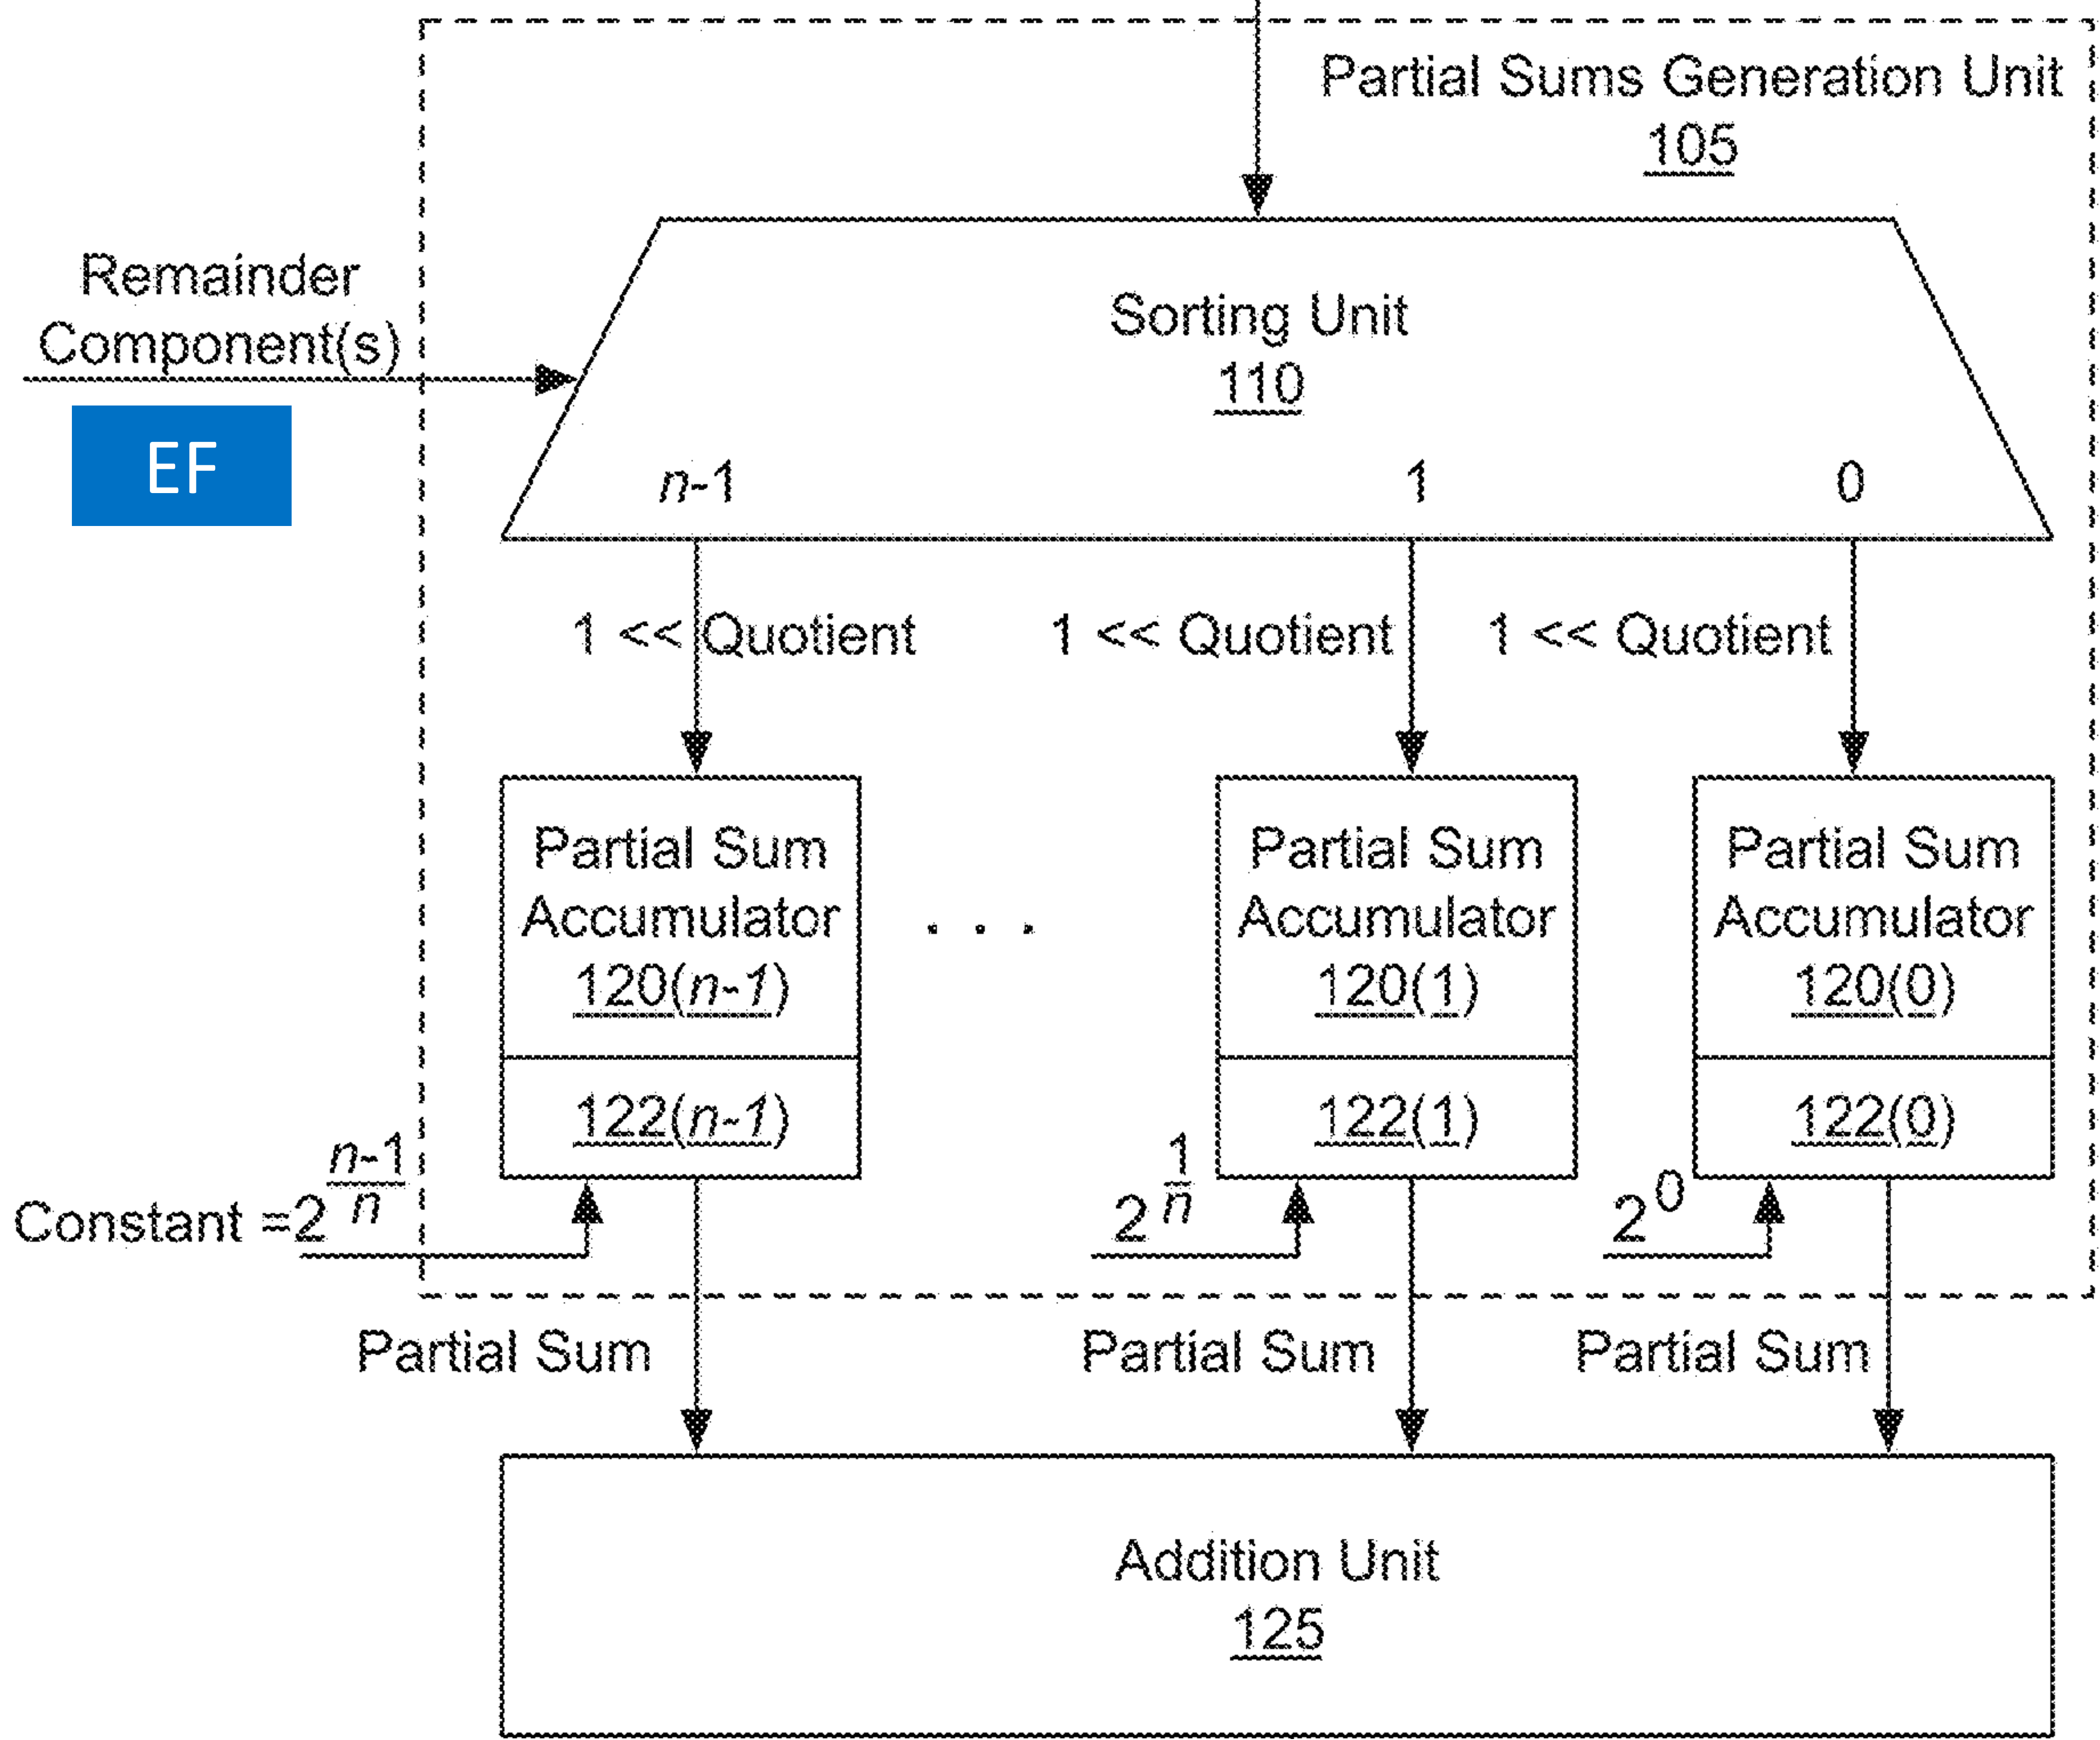 Partial Sums Generation Unit
105
Remainder
Component(s)
EF
Sorting Unit
110
n-1 1 0
1 << Quotient 1 << Quotient 1 << Quotient
Partial Sum Accumulator 120(n-1)
122(n-1)
. . .
Partial Sum Accumulator 120(1)
122(1)
Partial Sum Accumulator 120(0)
122(0)
Constant =2^{\frac{n-1}{n}} 2^{\frac{1}{n}} 2^{0}
Partial Sum Partial Sum Partial Sum
Addition Unit
125